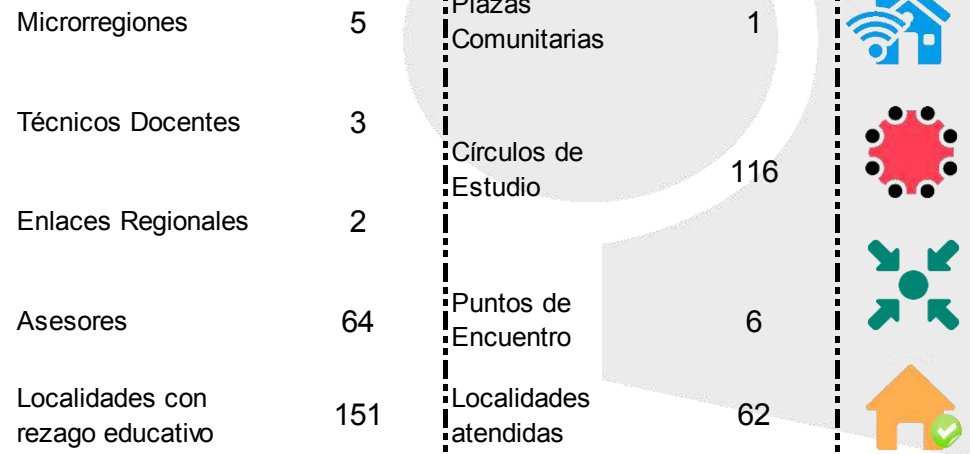 Microrregiones 5
Técnicos Docentes 3
Enlaces Regionales 2
Asesores 64
Localidades con
rezago educativo 151
Plazas
Comunitarias 1
Círculos de
Estudio 116
Puntos de
Encuentro 6
Localidades
atendidas 62